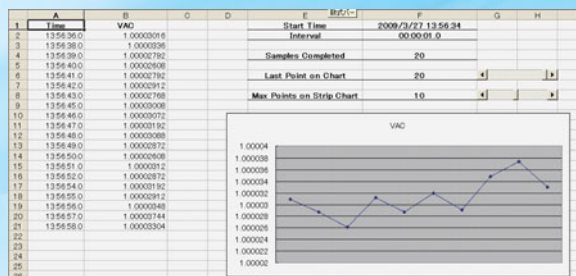 数式バー
A B C D E F G H
1 Time VAC Start Time 2009/3/27 13:56:34
2 13:56:36.0 1.00003016 Interval 00:00:01.0
3 13:56:38.0 1.0000336
4 13:56:39.0 1.00002792 Samples Completed 20
5 13:56:40.0 1.00002608
6 13:56:41.0 1.00002792 Last Point on Chart 20
7 13:56:42.0 1.00002912
8 13:56:43.0 1.00002768 Max Points on Strip Chart 10
9 13:56:45.0 1.00003008
10 13:56:46.0 1.00003072
11 13:56:47.0 1.00003192
12 13:56:48.0 1.00003088
13 13:56:49.0 1.00002872
14 13:56:50.0 1.00002608
15 13:56:51.0 1.0000312
16 13:56:52.0 1.00002872
17 13:56:54.0 1.00003192
18 13:56:55.0 1.00002912
19 13:56:56.0 1.0000348
20 13:56:57.0 1.00003744
21 13:56:58.0 1.00003304
22
23
24
25
VAC
1.00004
1.000038
1.000036
1.000034
1.000032
1.00003
1.000028
1.000026
1.000024
1.000022
1.00002